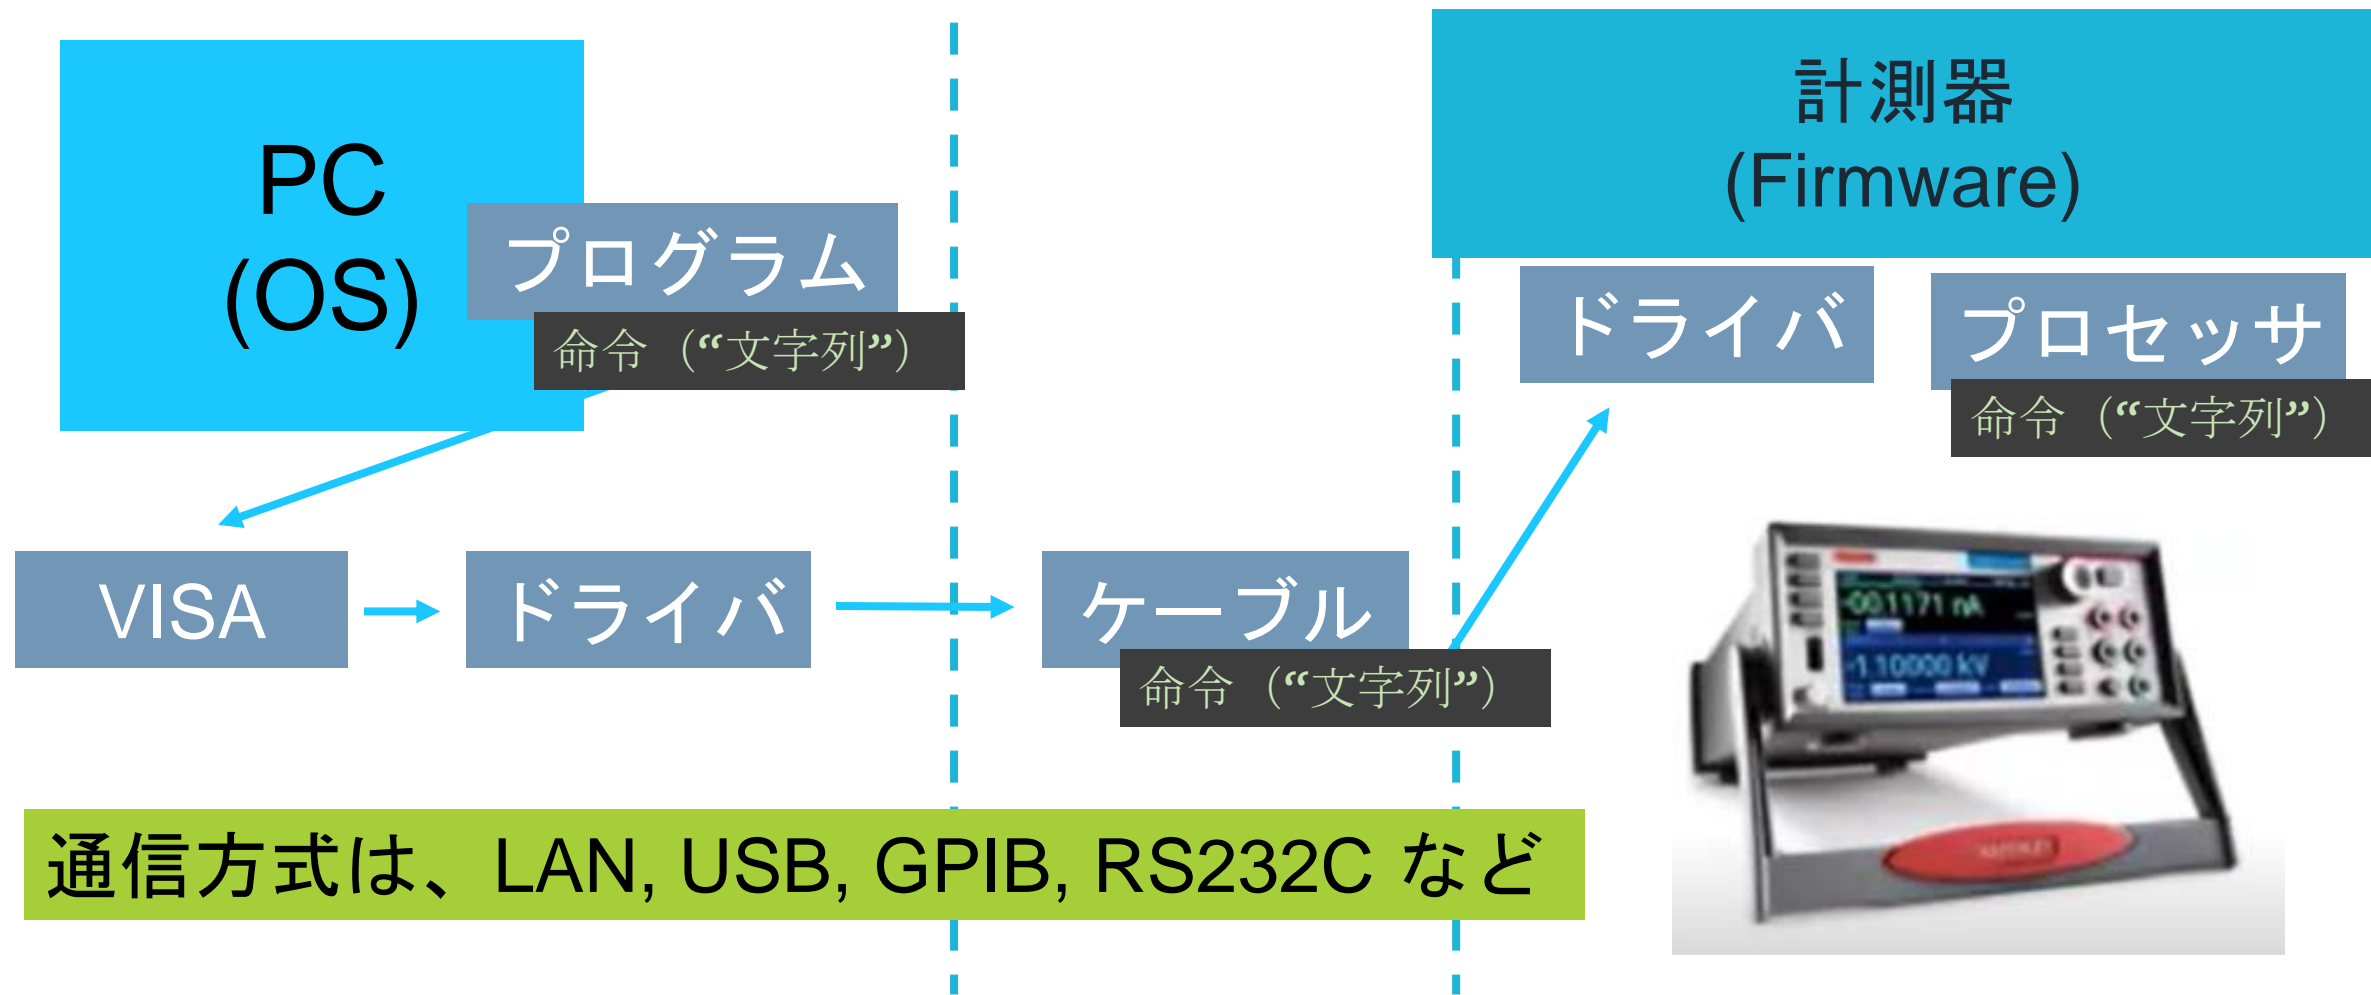 PC
(OS)
プログラム
命令（“文字列”）
VISA
ドライバ
ケーブル
命令（“文字列”）
計測器
(Firmware)
ドライバ
プロセッサ
命令（“文字列”）
-1.10000 kV
通信方式は、LAN, USB, GPIB, RS232C など